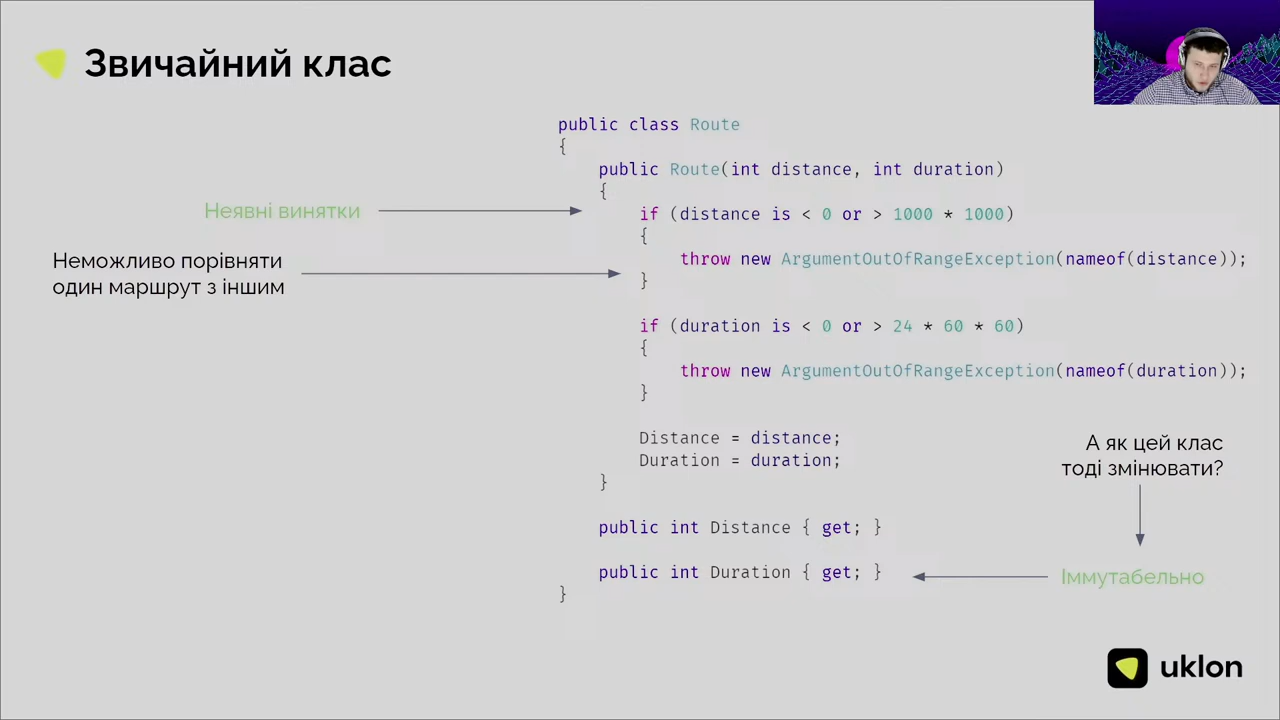 Звичайний клас
public class Route
{
public Route(int distance, int duration)
{
Неявні винятки
if (distance is < 0 or > 1000 * 1000)
{
Неможливо порівняти
один маршрут з іншим
throw new ArgumentOutOfRangeException(nameof(distance));
}
if (duration is < 0 or > 24 * 60 * 60)
{
throw new ArgumentOutOfRangeException(nameof(duration));
}
Distance = distance;
Duration = duration;
}
А як цей клас
тоді змінювати?
public int Distance { get; }
public int Duration { get; }
Іммутабельно
}
uklon